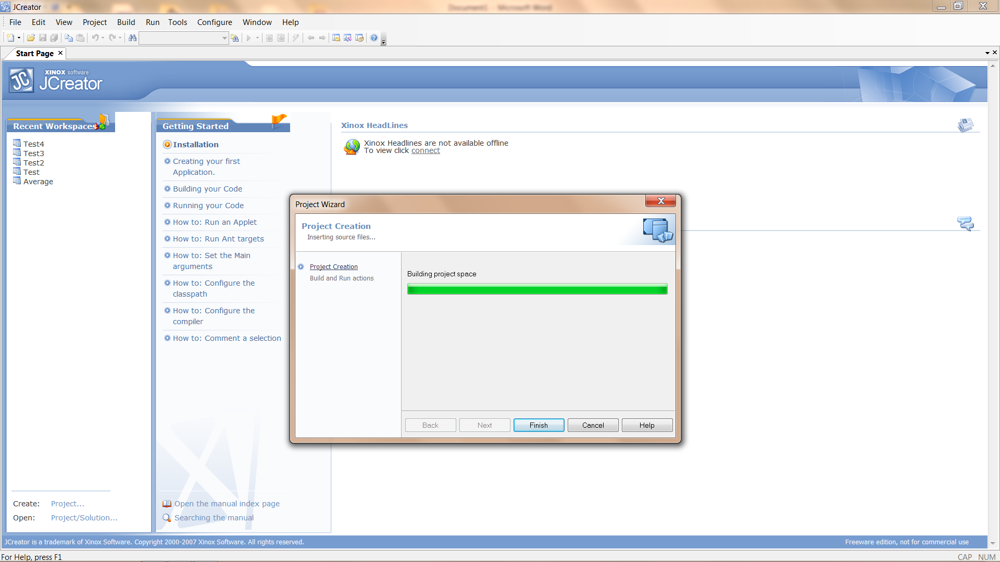 JCreator
Document1 - Microsoft Word
File Edit View Project Build Run Tools Configure Window Help
Start Page
XINOX software
JC JCreator
Recent Workspaces
Test4
Test3
Test2
Test
Average
Create: Project...
Open: Project/Solution...
Getting Started
Installation
Creating your first
Application.
Building your Code
Running your Code
How to: Run an Applet
How to: Run Ant targets
How to: Set the Main
arguments
How to: Configure the
classpath
How to: Configure the
compiler
How to: Comment a selection
Open the manual index page
Searching the manual
Xinox HeadLines
Xinox Headlines are not available offline
To view click connect
Project Wizard
Project Creation
Inserting source files...
Project Creation
Build and Run actions
Building project space
Back Next Finish Cancel Help
JCreator is a trademark of Xinox Software. Copyright 2000-2007 Xinox Software. All rights reserved.
Freeware edition, not for commercial use
For Help, press F1
CAP NUM